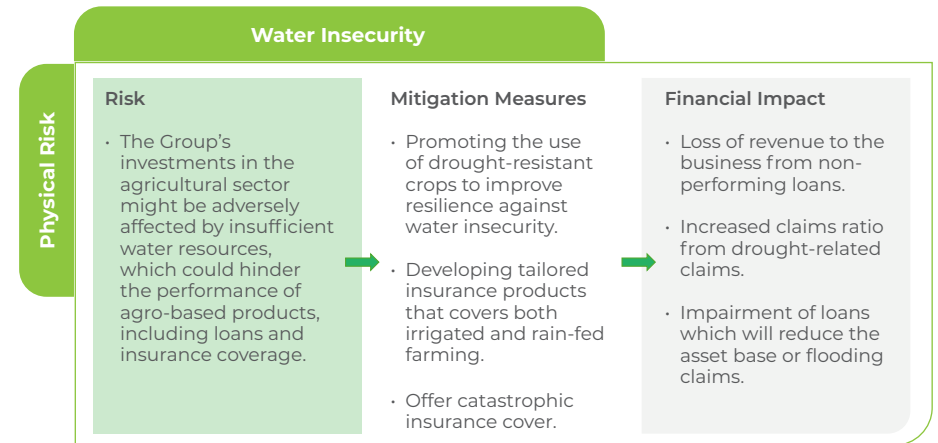 Water Insecurity
Physical Risk
Risk
· The Group's
investments in the
agricultural sector
might be adversely
affected by insufficient
water resources,
which could hinder
the performance of
agro-based products,
including loans and
insurance coverage.
Mitigation Measures
· Promoting the use
of drought-resistant
crops to improve
resilience against
water insecurity.
· Developing tailored
insurance products
that covers both
irrigated and rain-fed
farming.
· Offer catastrophic
insurance cover.
Financial Impact
· Loss of revenue to the
business from non-
performing loans.
· Increased claims ratio
from drought-related
claims.
· Impairment of loans
which will reduce the
asset base or flooding
claims.